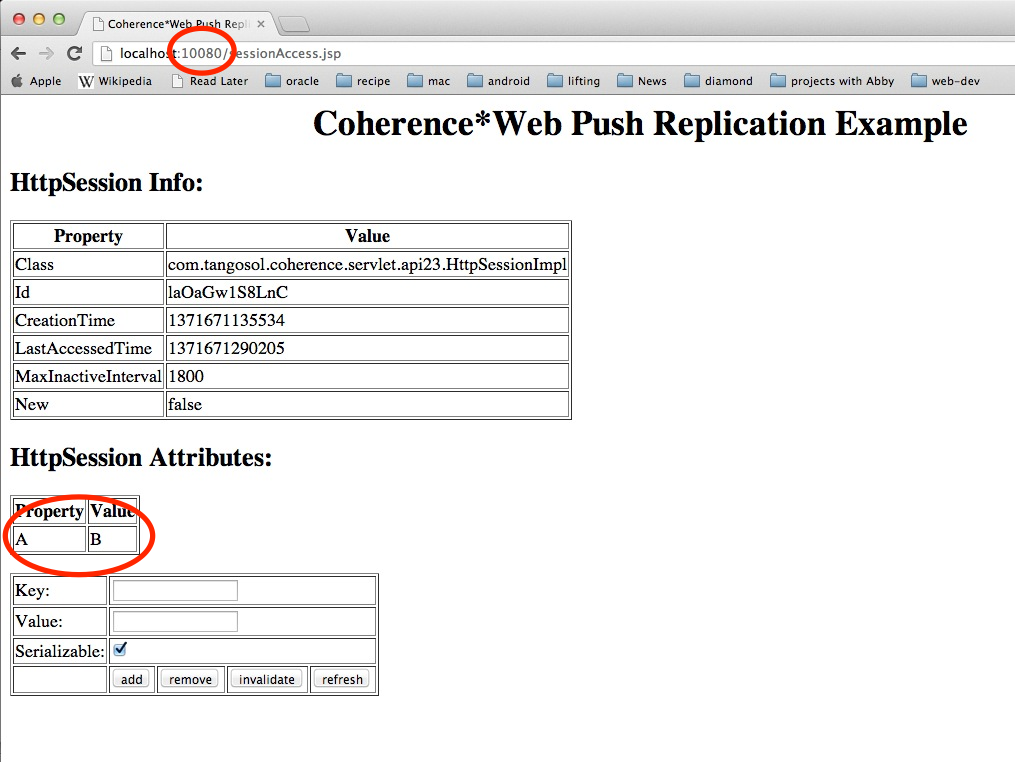 Coherence*Web Push Repli
localhost:10080/sessionAccess.jsp
Apple Wikipedia Read Later oracle recipe mac android lifting News diamond projects with Abby web-dev
Coherence*Web Push Replication Example
HttpSession Info:
Property Value
Class com.tangosol.coherence.servlet.api23.HttpSessionImpl
Id laOaGw1S8LnC
CreationTime 1371671135534
LastAccessedTime 1371671290205
MaxInactiveInterval 1800
New false
HttpSession Attributes:
Property Value
A B
Key:
Value:
Serializable:
add remove invalidate refresh